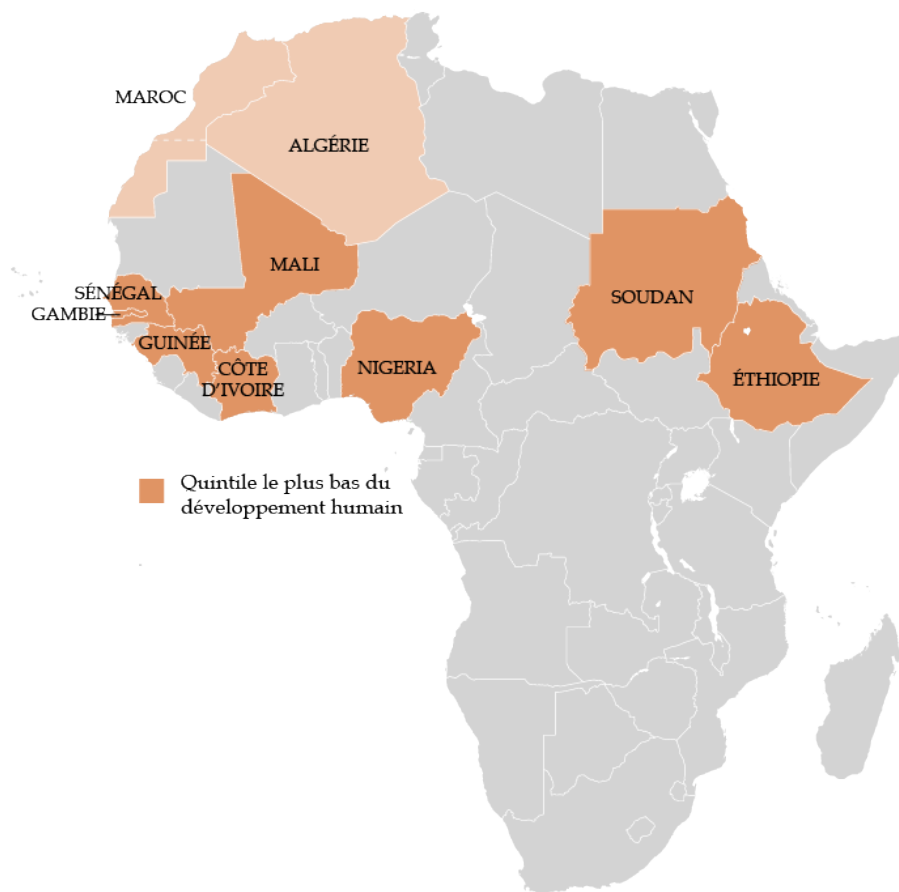 MAROC
ALGÉRIE
MALI
SÉNÉGAL
GAMBIE
SOUDAN
GUINÉE
CÔTE
D'IVOIRE
NIGERIA
ÉTHIOPIE
Quintile le plus bas du
développement humain